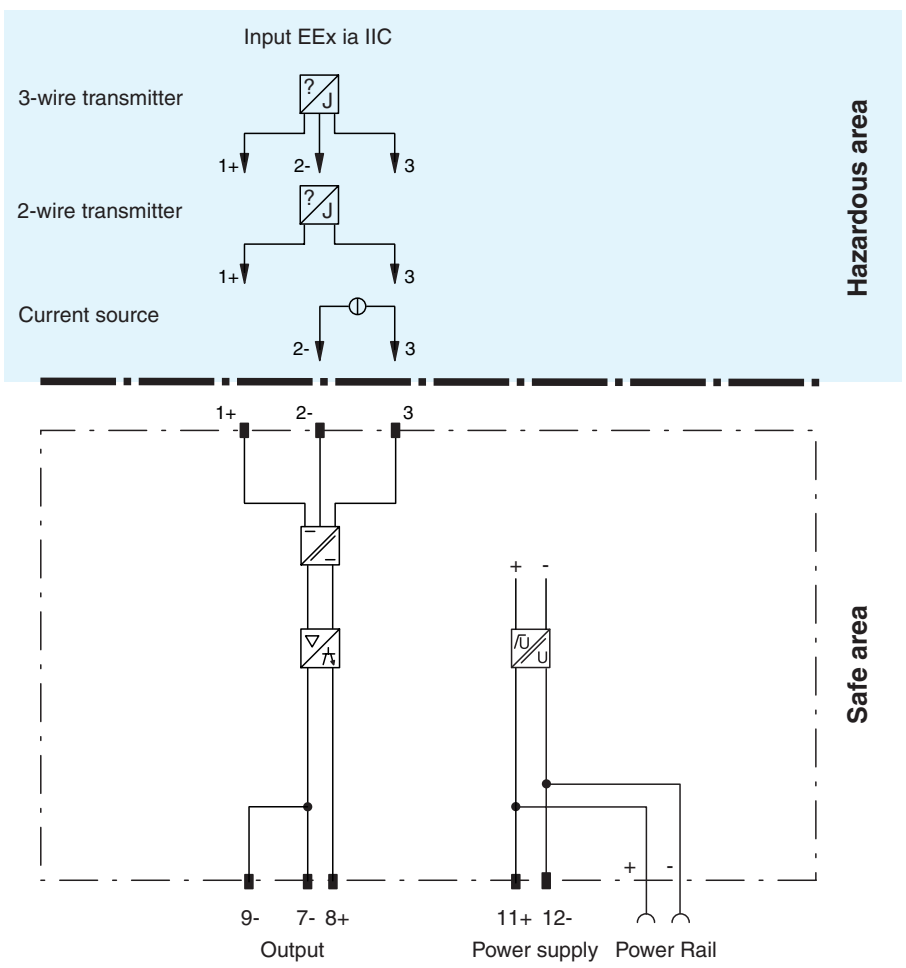 Input EEx ia IIC
3-wire transmitter
?
J
1+ 2- 3
2-wire transmitter
?
J
1+ 3
Current source
2- 3
Hazardous area
1+ 2- 3
+ -
U
U
Safe area
+ -
9- 7- 8+ 11+ 12-
Output Power supply Power Rail